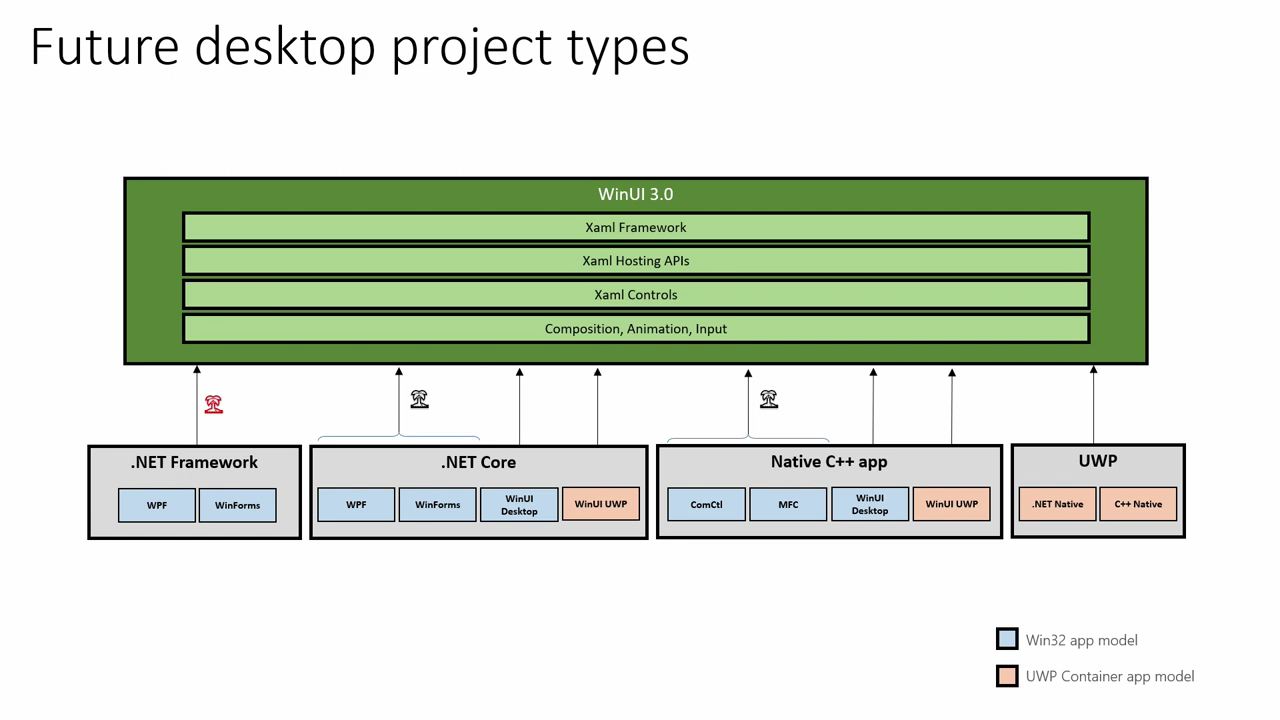 Future desktop project types
WinUI 3.0
Xaml Framework
Xaml Hosting APIs
Xaml Controls
Composition, Animation, Input
.NET Framework
WPF
WinForms
.NET Core
WPF
WinForms
WinUI
Desktop
WinUI UWP
Native C++ app
ComCtl
MFC
WinUI
Desktop
WinUI UWP
UWP
.NET Native
C++ Native
Win32 app model
UWP Container app model